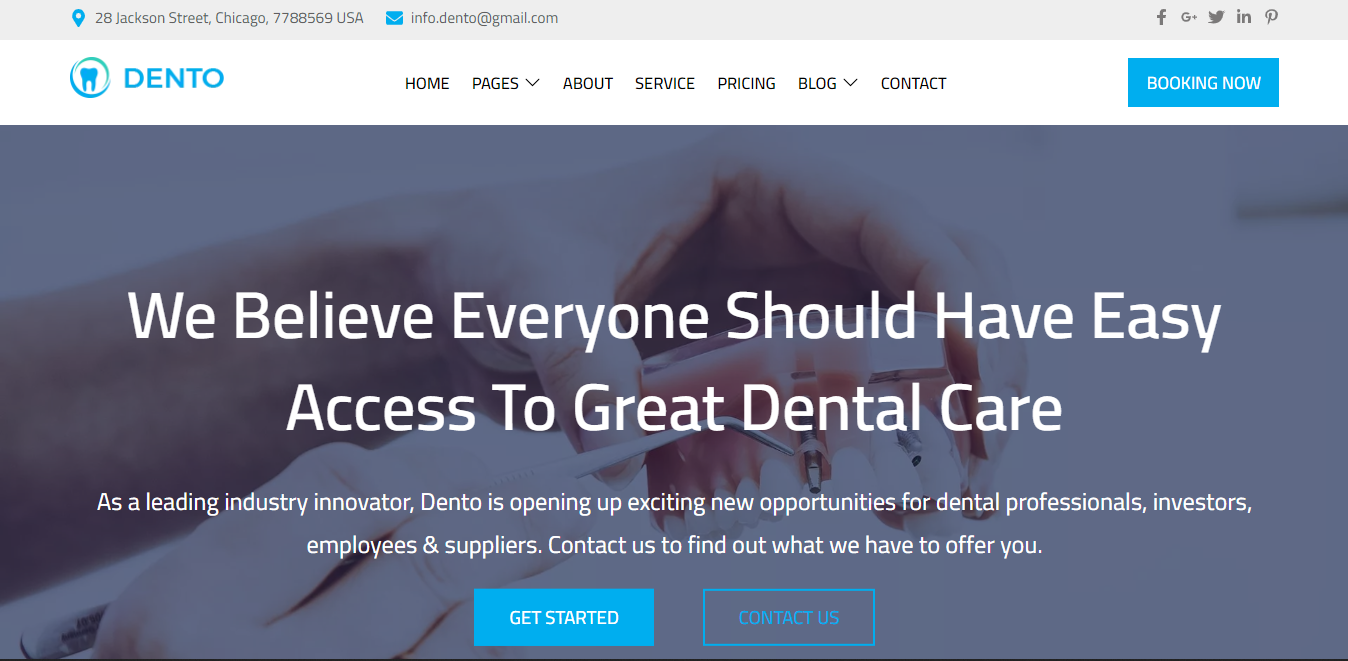 28 Jackson Street, Chicago, 7788569 USA info.dento@gmail.com G+ in
DENTO HOME PAGES ABOUT SERVICE PRICING BLOG CONTACT BOOKING NOW
We Believe Everyone Should Have Easy
Access To Great Dental Care
As a leading industry innovator, Dento is opening up exciting new opportunities for dental professionals, investors,
employees & suppliers. Contact us to find out what we have to offer you.
GET STARTED CONTACT US